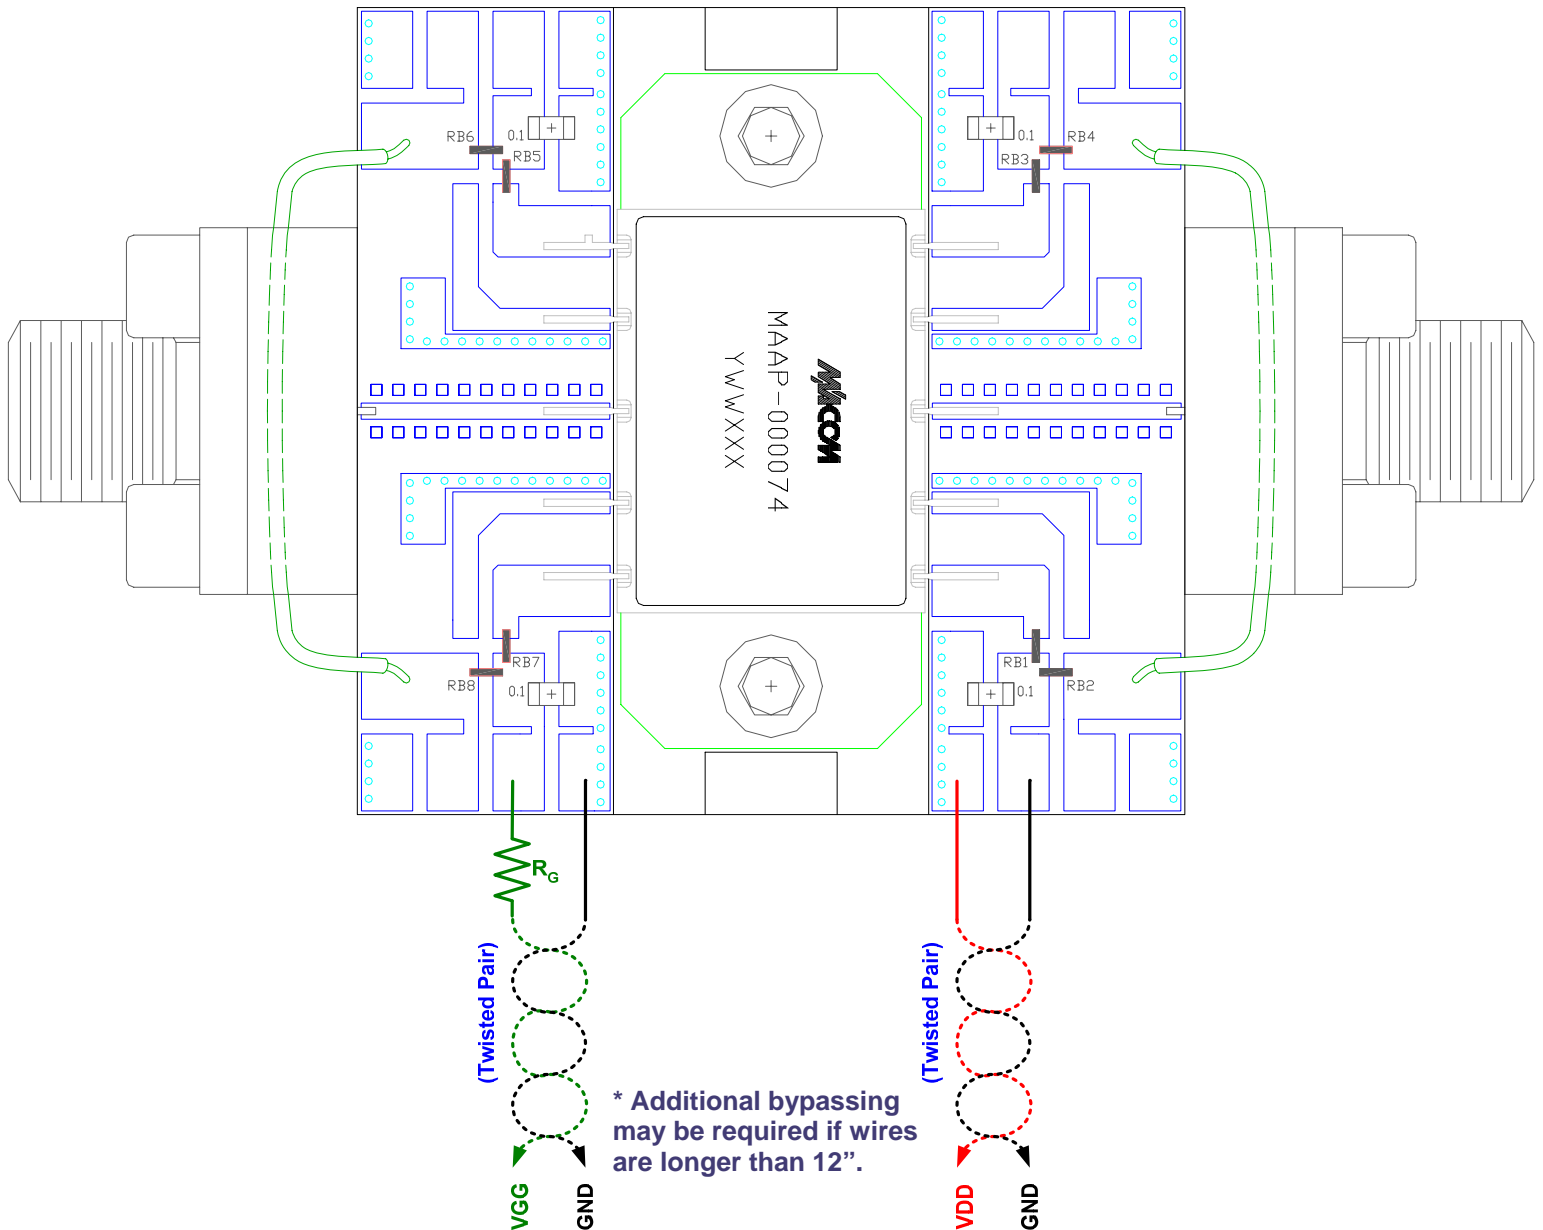 RB6
0.1
RB5
0.1
RB4
RB3
M/A-COM
MAAP-000074
YWWXXX
RB7
RB8
0.1
RB1
0.1
RB2
RG
(Twisted Pair)
(Twisted Pair)
* Additional bypassing
may be required if wires
are longer than 12”.
VGG
GND
VDD
GND